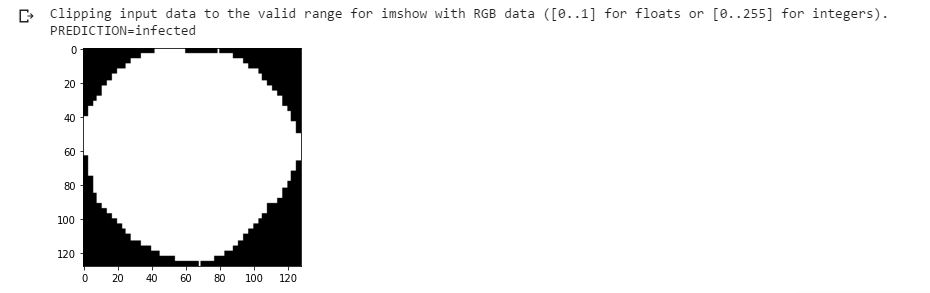 Clipping input data to the valid range for imshow with RGB data ([0..1] for floats or [0..255] for integers).
PREDICTION=infected
0
20
40
60
80
100
120
0 20 40 60 80 100 120